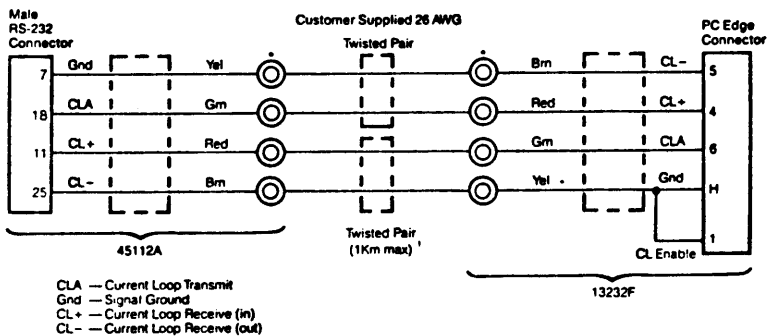 Male
RS-232
Connector
Customer Supplied 26 AWG
Twisted Pair
PC Edge
Connector
7 Gnd Yel Brn CL- 5
18 CLA Grn Red CL+ 4
11 CL+ Red Grn CLA 6
25 CL- Brn Yel Gnd H
1
CL Enable
Twisted Pair
(1Km max)
45112A
13232F
CLA — Current Loop Transmit
Gnd — Signal Ground
CL+ — Current Loop Receive (in)
CL- — Current Loop Receive (out)